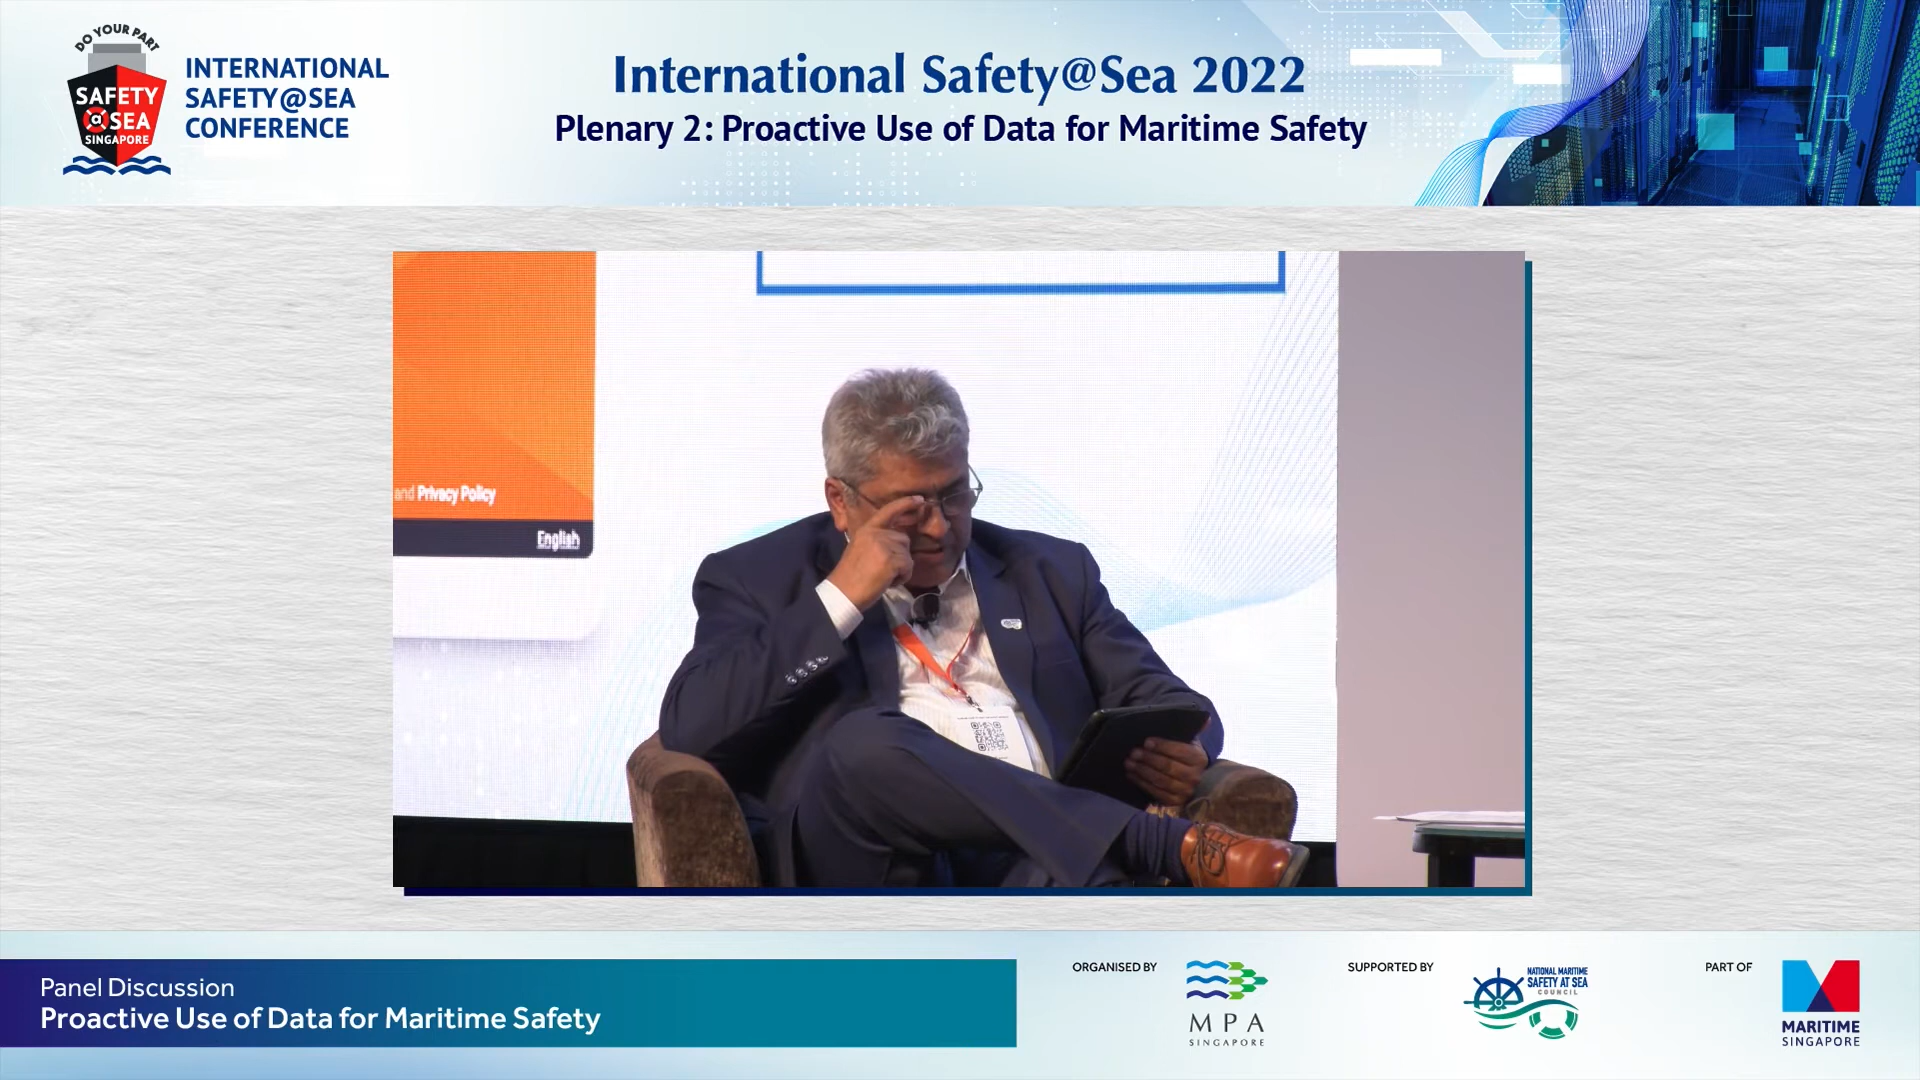 DO YOUR PART
SAFETY
@SEA
SINGAPORE
INTERNATIONAL
SAFETY@SEA
CONFERENCE
International Safety@Sea 2022
Plenary 2: Proactive Use of Data for Maritime Safety
and Privacy Policy
English
Panel Discussion
Proactive Use of Data for Maritime Safety
ORGANISED BY
MPA
SINGAPORE
SUPPORTED BY
NATIONAL MARITIME
SAFETY AT SEA
COUNCIL
PART OF
MARITIME
SINGAPORE